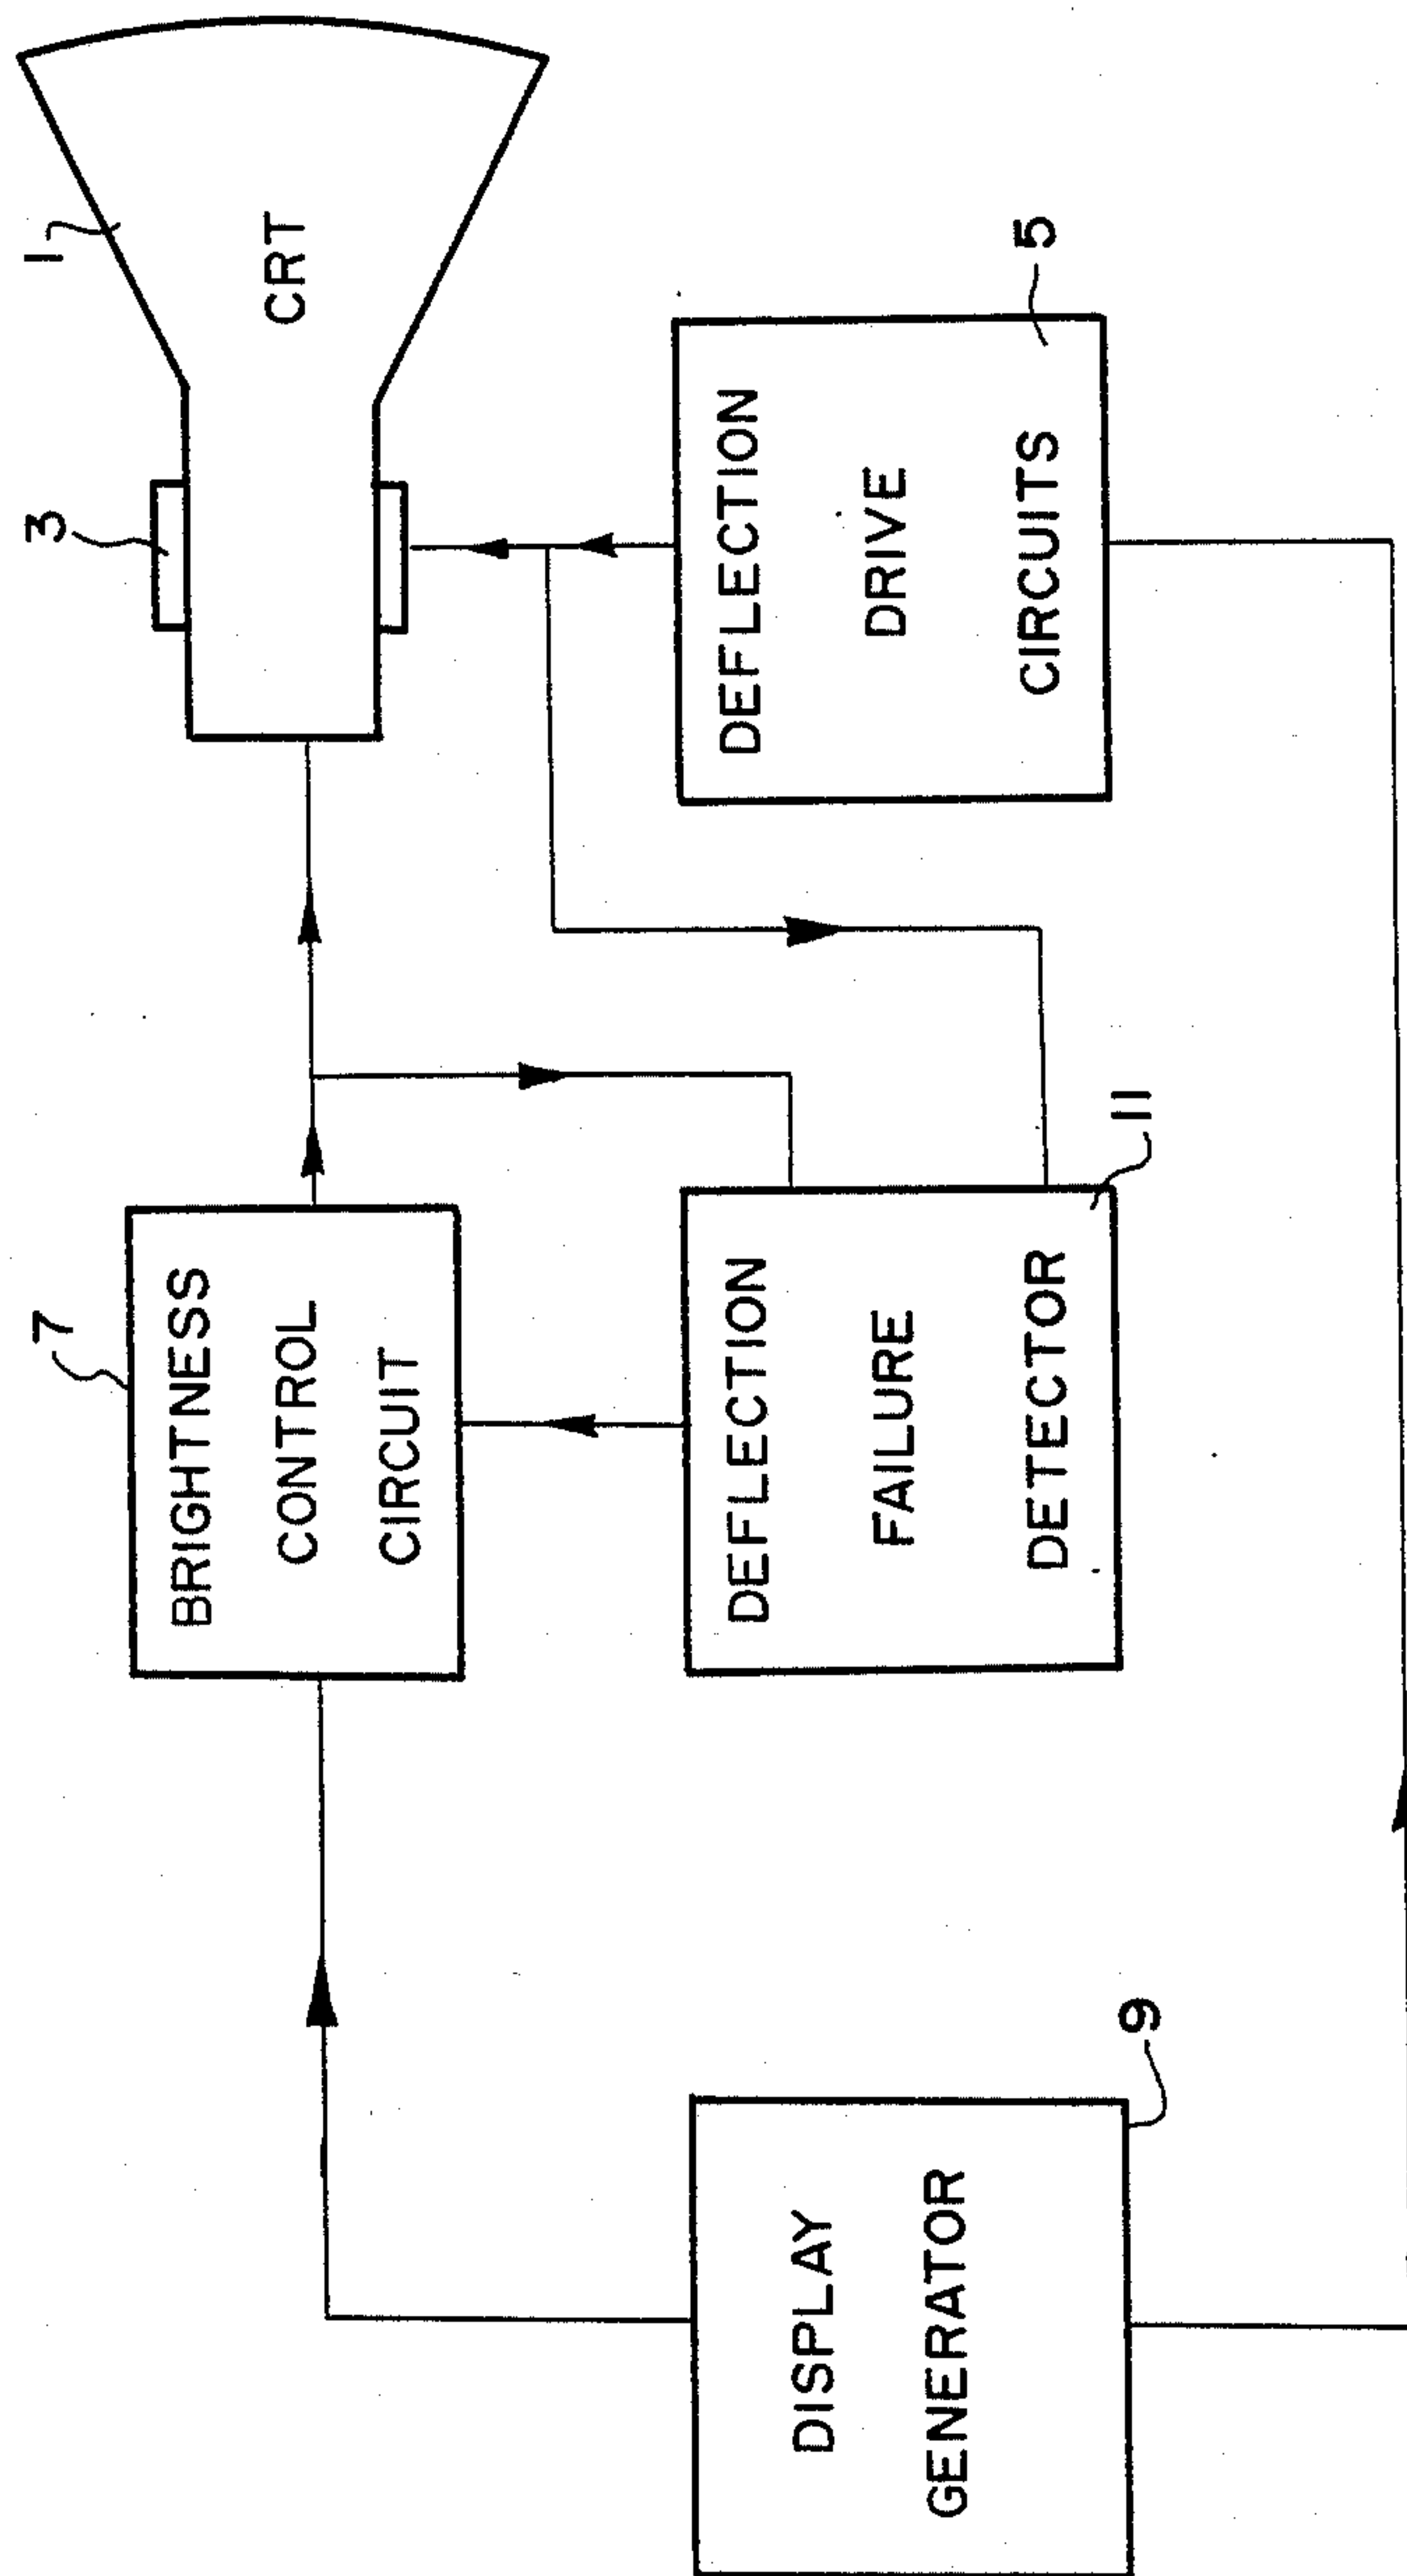 1
CRT
3
7
BRIGHTNESS
CONTROL
CIRCUIT
DEFLECTION
DRIVE
CIRCUITS
5
DEFLECTION
FAILURE
DETECTOR
11
DISPLAY
GENERATOR
9